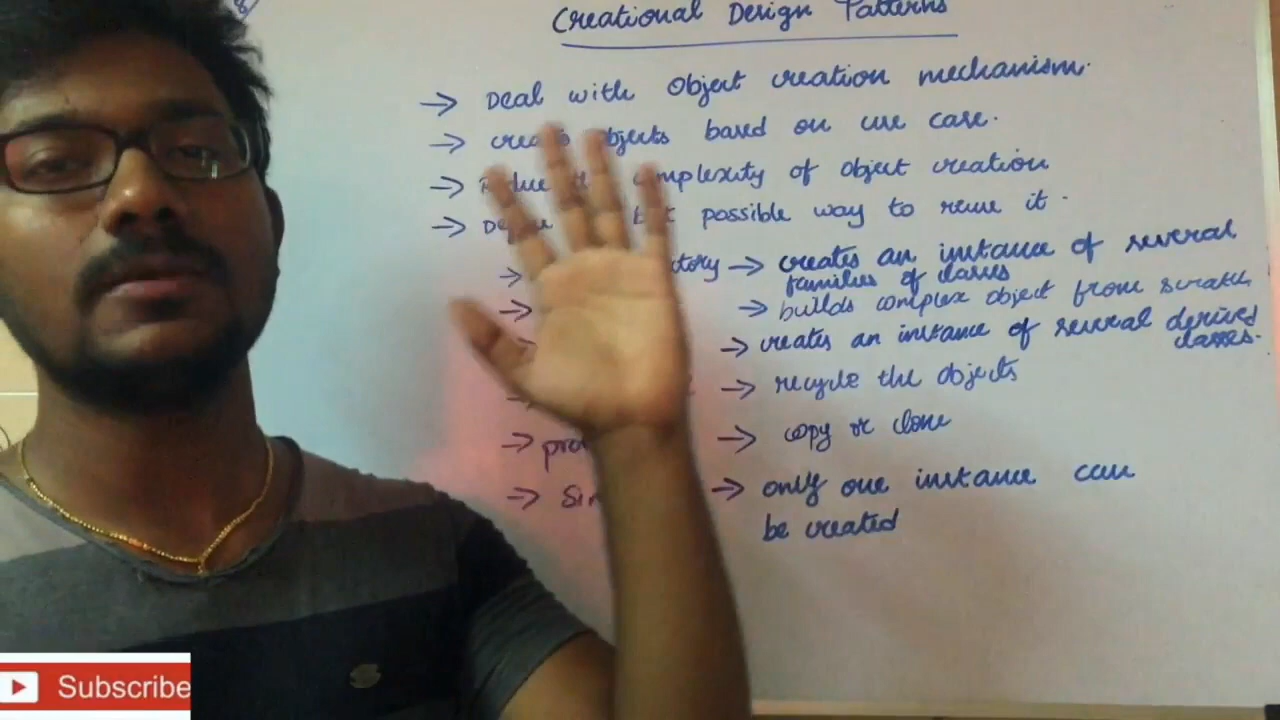 Creational Design Patterns
→ Deal with Object creation mechanism.
→ objects based on use case.
→ complexity of object creation
→ possible way to reuse it.
→ → creates an instance of several
families of classes
→ → builds complex object from scratch
→ creates an instance of several derived
classes.
→ recycle the objects
→ → copy or clone
→ → only one instance can
be created
Subscribe